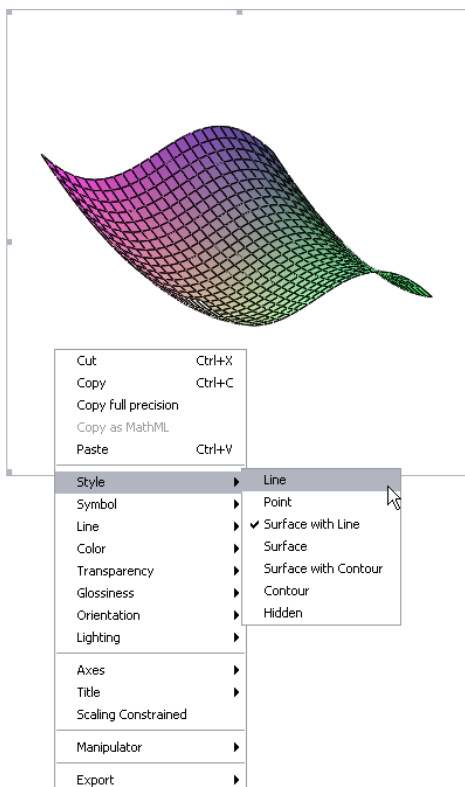 Cut Ctrl+X
Copy Ctrl+C
Copy full precision
Copy as MathML
Paste Ctrl+V
Style
Symbol
Line
Color
Transparency
Glossiness
Orientation
Lighting
Axes
Title
Scaling Constrained
Manipulator
Export
Line
Point
Surface with Line
Surface
Surface with Contour
Contour
Hidden